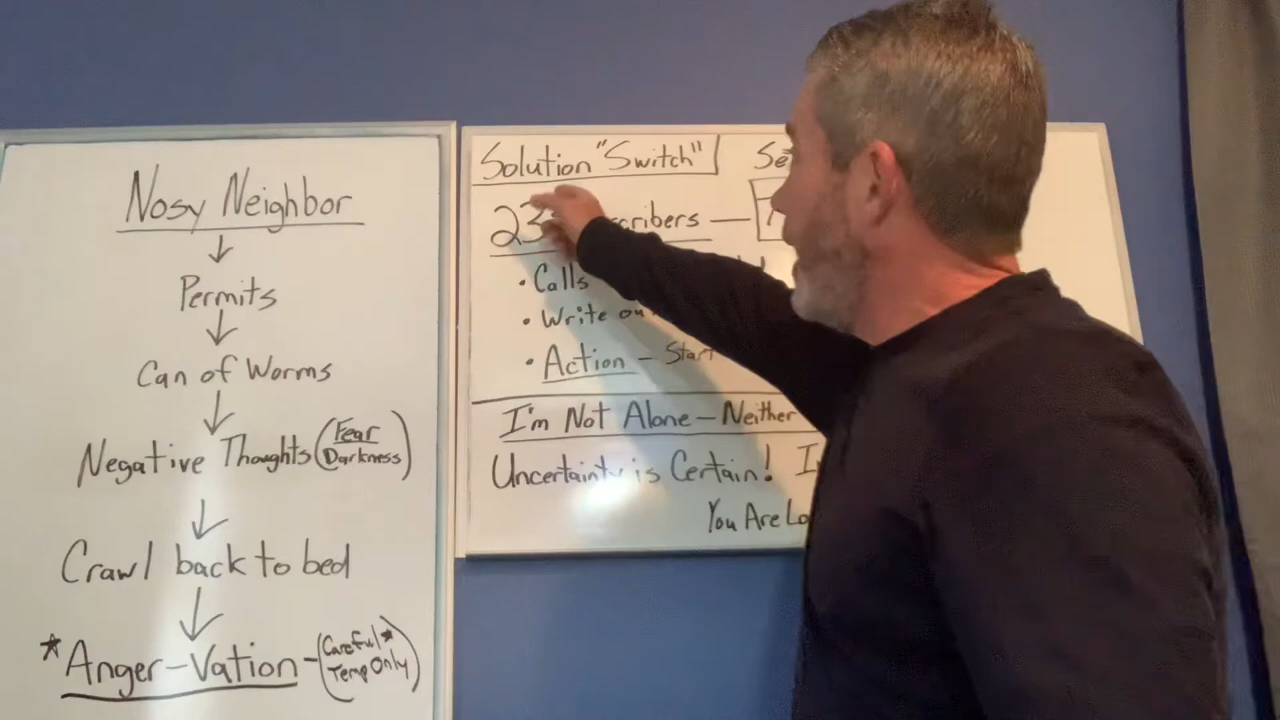 Nosy Neighbor
↓
Permits
↓
Can of Worms
↓
Negative Thoughts (Fear
Darkness)
↓
Crawl back to bed
↓
*Anger-Vation - (Careful*
Temp Only)
Solution "Switch"
23
• Calls
• Write
• Action - Start
I'm Not Alone - Neither
Uncertainty is Certain!
You Are